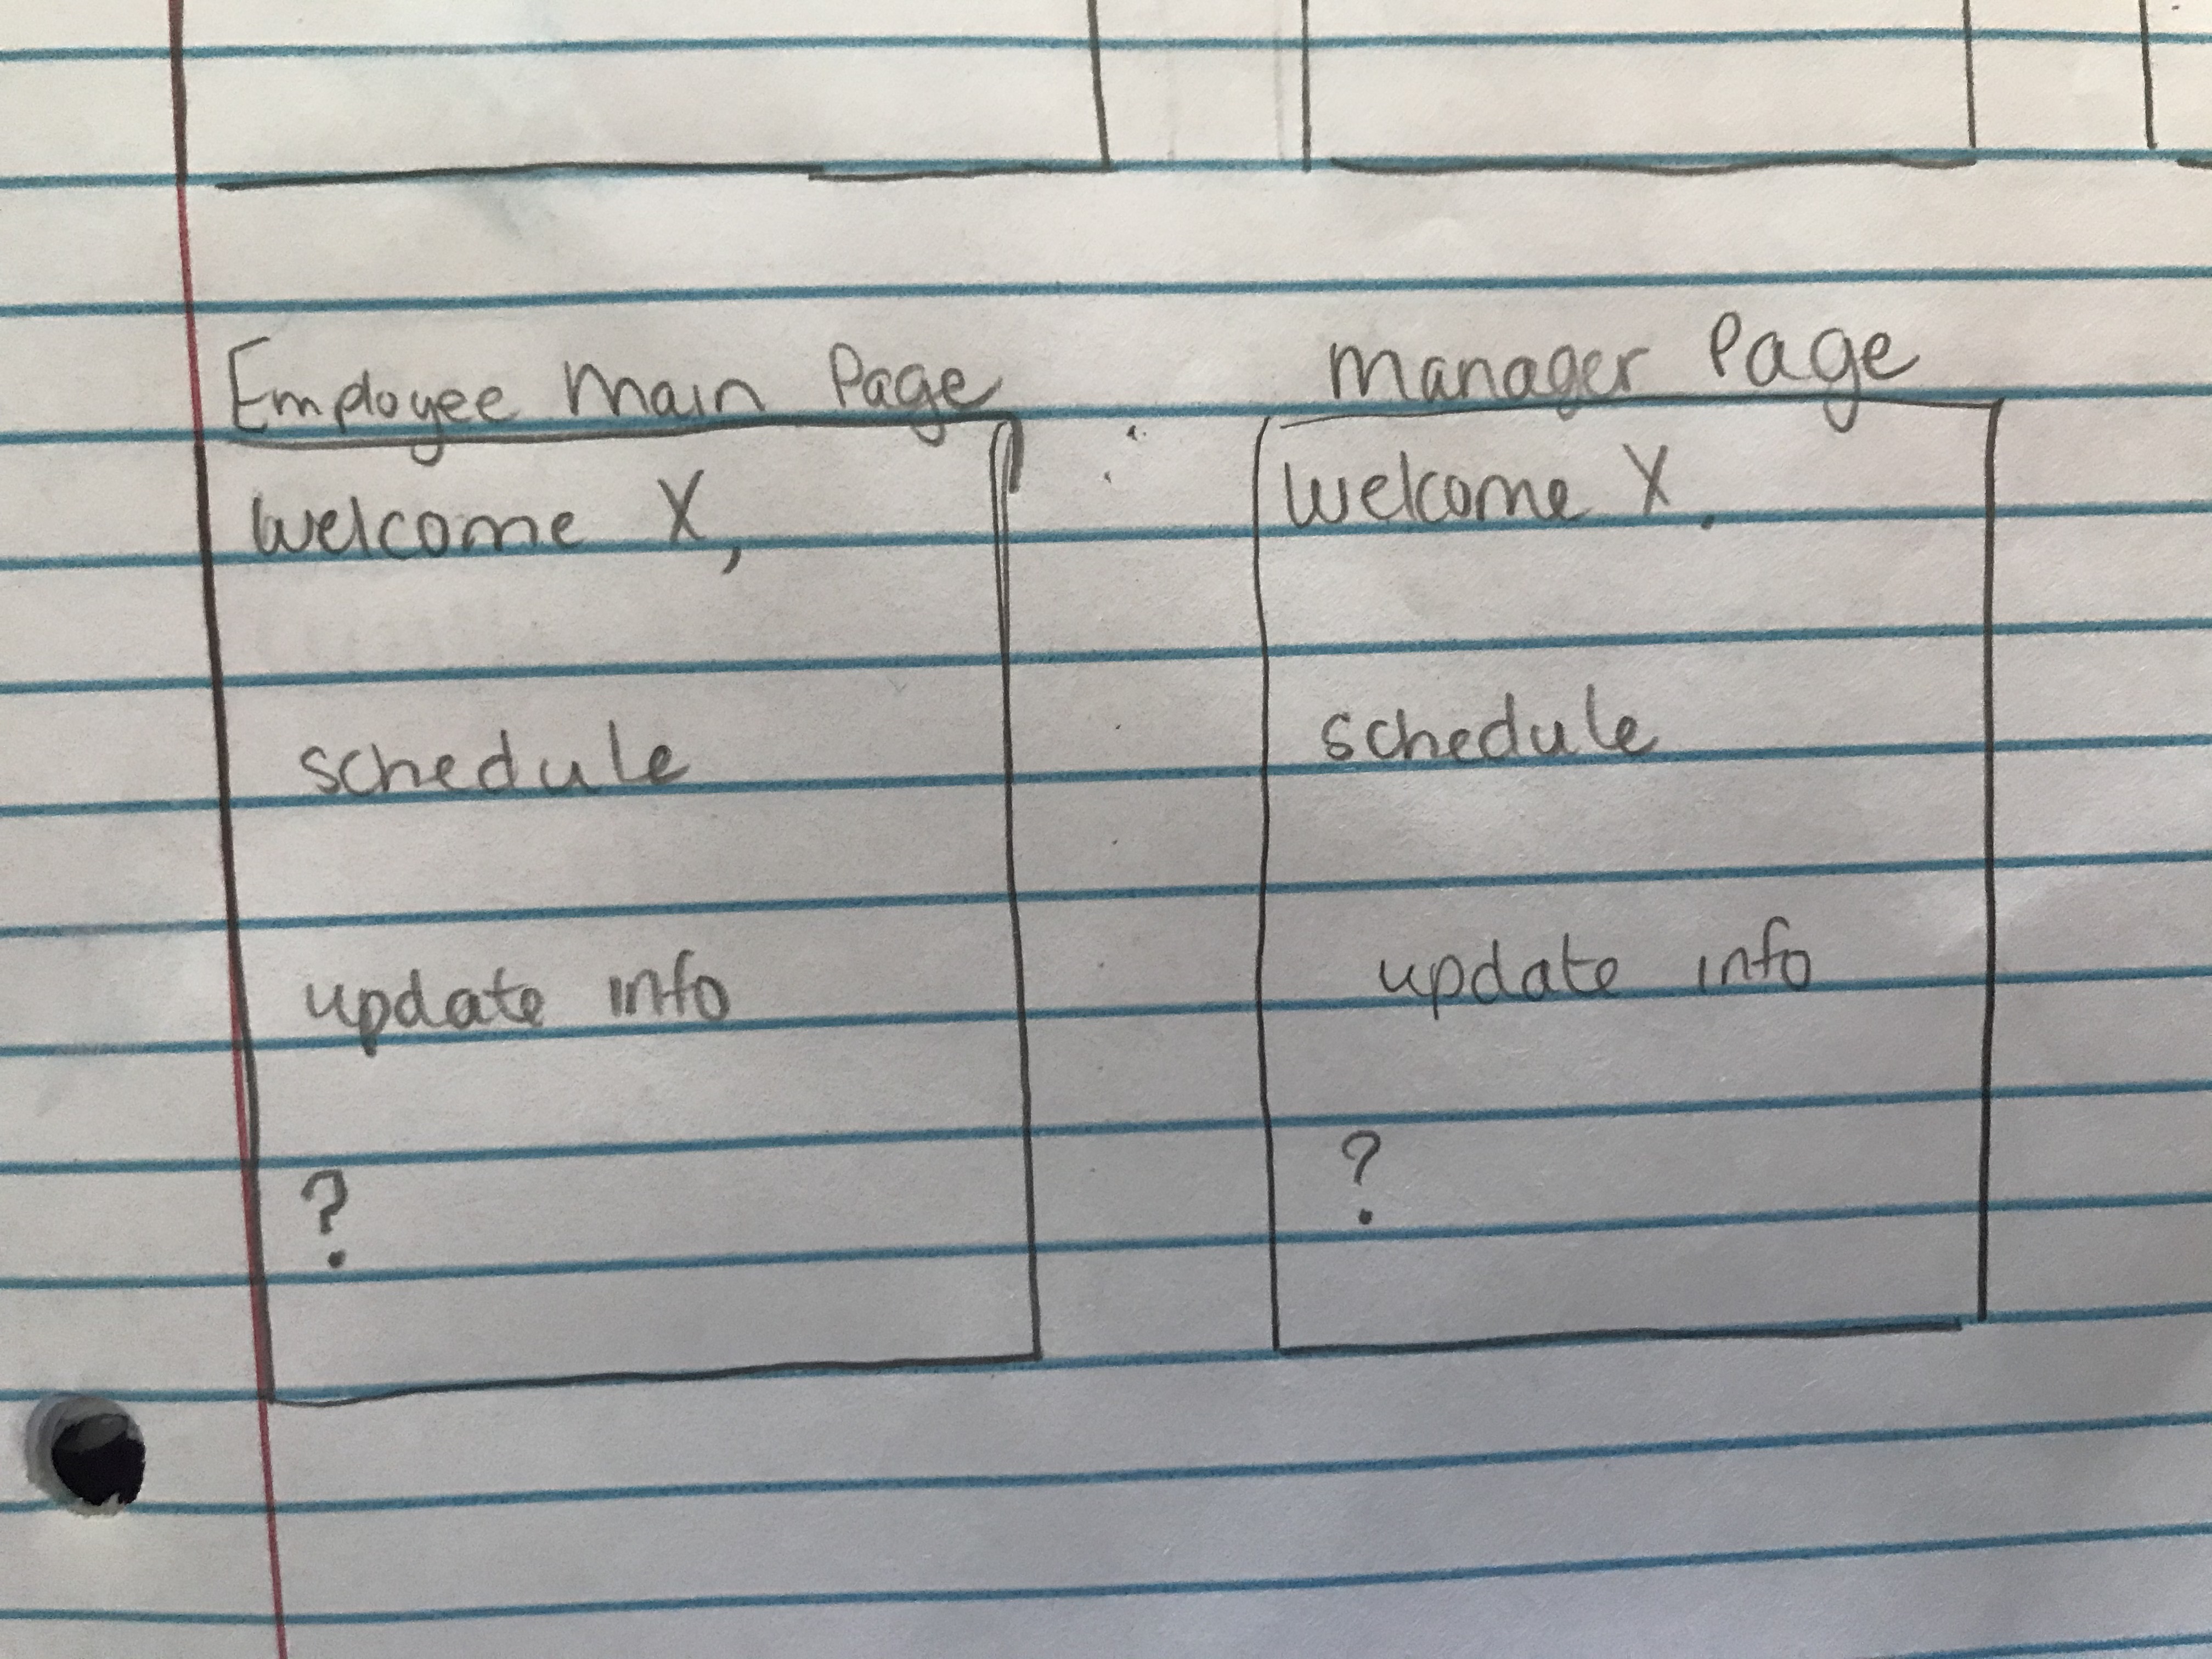 Employee Main Page
Welcome X,
schedule
update info
?
Manager Page
Welcome X.
schedule
update info
?